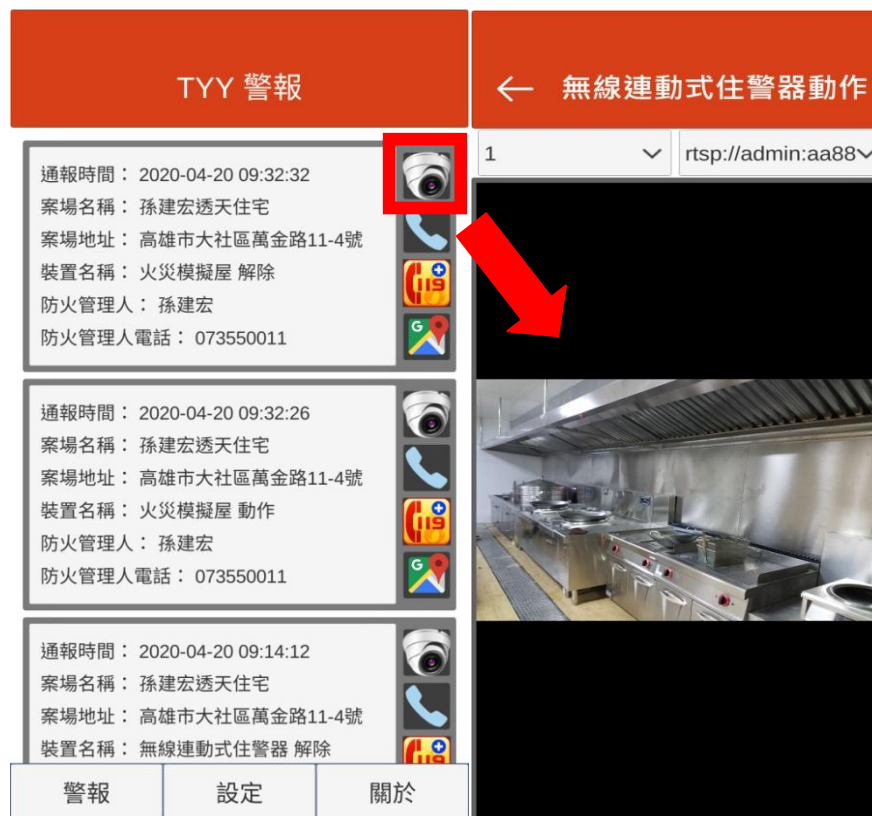 TYY 警報
通報時間： 2020-04-20 09:32:32
案場名稱： 孫建宏透天住宅
案場地址： 高雄市大社區萬金路11-4號
裝置名稱： 火災模擬屋 解除
防火管理人： 孫建宏
防火管理人電話： 073550011
119
G
通報時間： 2020-04-20 09:32:26
案場名稱： 孫建宏透天住宅
案場地址： 高雄市大社區萬金路11-4號
裝置名稱： 火災模擬屋 動作
防火管理人： 孫建宏
防火管理人電話： 073550011
119
G
通報時間： 2020-04-20 09:14:12
案場名稱： 孫建宏透天住宅
案場地址： 高雄市大社區萬金路11-4號
裝置名稱： 無線連動式住警器 解除
119
警報
設定
關於
無線連動式住警器動作
1
rtsp://admin:aa88